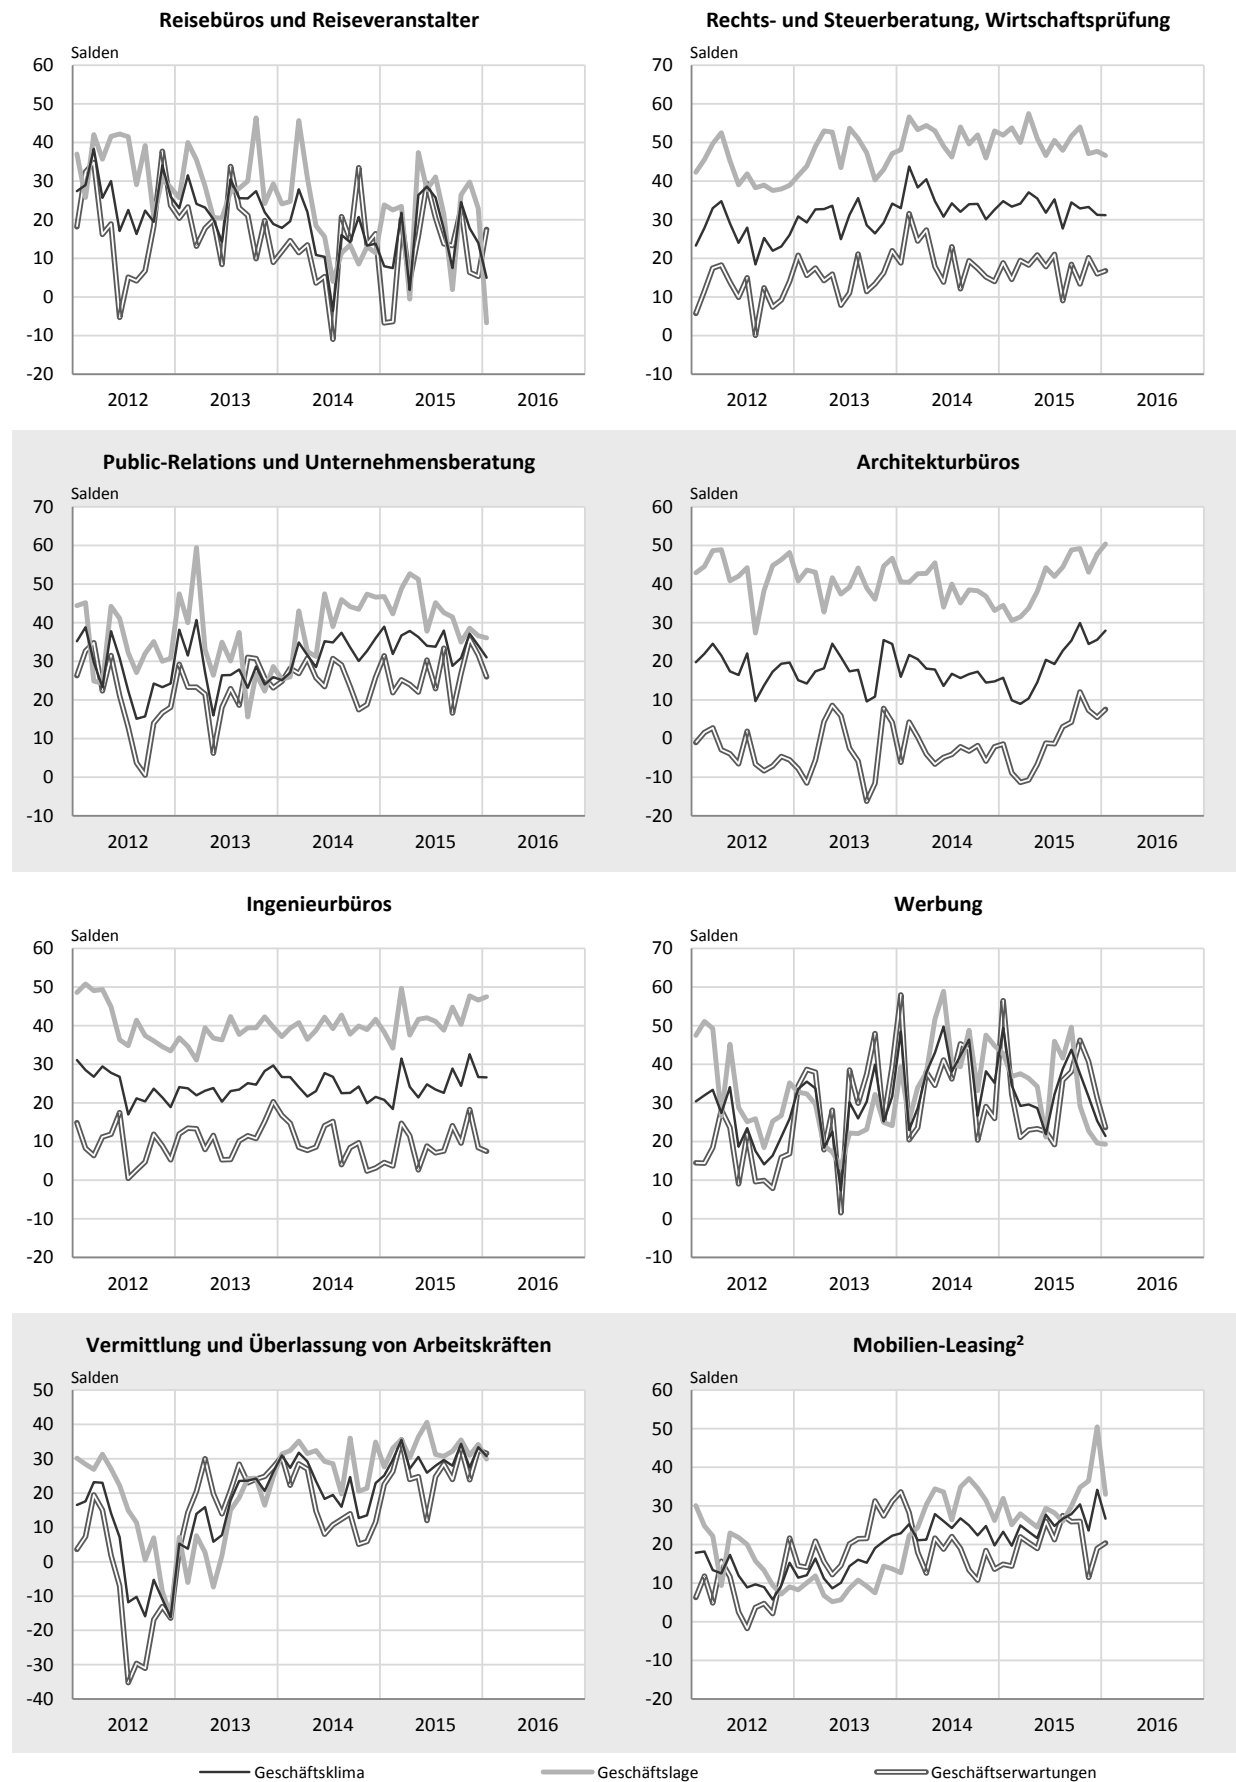 Reisebüros und Reiseveranstalter
Salden
60
50
40
30
20
10
0
-10
-20
2012 2013 2014 2015 2016
Rechts- und Steuerberatung, Wirtschaftsprüfung
Salden
70
60
50
40
30
20
10
0
-10
2012 2013 2014 2015 2016
Public-Relations und Unternehmensberatung
Salden
70
60
50
40
30
20
10
0
-10
2012 2013 2014 2015 2016
Architekturbüros
Salden
60
50
40
30
20
10
0
-10
-20
2012 2013 2014 2015 2016
Ingenieurbüros
Salden
60
50
40
30
20
10
0
-10
-20
2012 2013 2014 2015 2016
Werbung
Salden
70
60
50
40
30
20
10
0
-10
2012 2013 2014 2015 2016
Vermittlung und Überlassung von Arbeitskräften
Salden
50
40
30
20
10
0
-10
-20
-30
-40
2012 2013 2014 2015 2016
Mobilien-Leasing²
Salden
60
50
40
30
20
10
0
-10
-20
2012 2013 2014 2015 2016
Geschäftsklima Geschäftslage Geschäftserwartungen